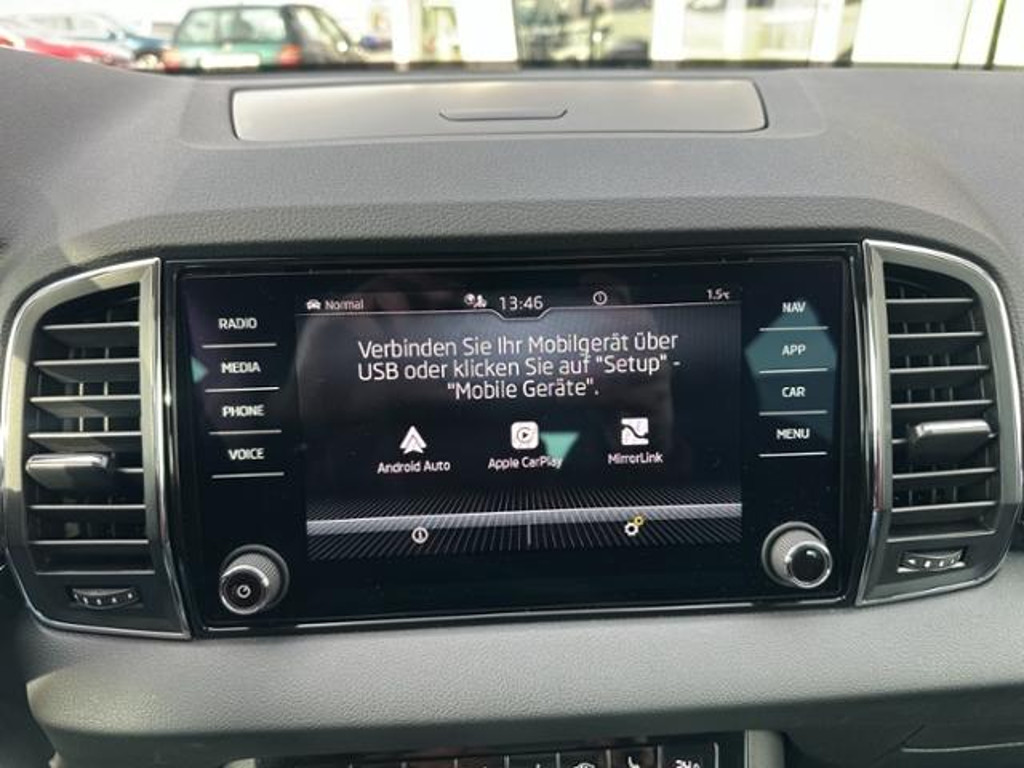 Normal 13:46 1.5°C
RADIO
MEDIA
PHONE
VOICE
Verbinden Sie Ihr Mobilgerät über
USB oder klicken Sie auf "Setup" -
"Mobile Geräte".
Android Auto Apple CarPlay MirrorLink
NAV
APP
CAR
MENU